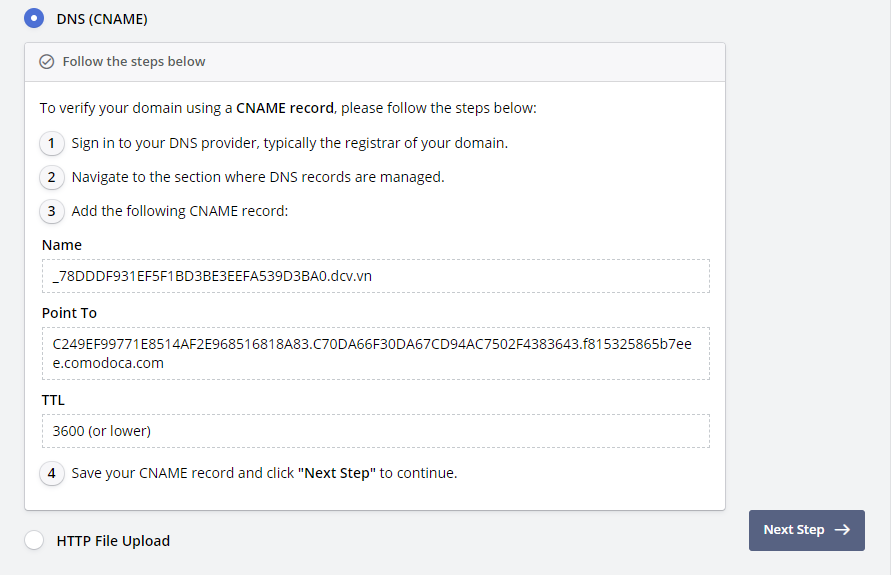 DNS (CNAME)
Follow the steps below
To verify your domain using a CNAME record, please follow the steps below:
1 Sign in to your DNS provider, typically the registrar of your domain.
2 Navigate to the section where DNS records are managed.
3 Add the following CNAME record:
Name
_78DDDF931EF5F1BD3BE3EEFA539D3BA0.dcv.vn
Point To
C249EF99771E8514AF2E968516818A83.C70DA66F30DA67CD94AC7502F4383643.f815325865b7ee
e.comodoca.com
TTL
3600 (or lower)
4 Save your CNAME record and click "Next Step" to continue.
Next Step
HTTP File Upload